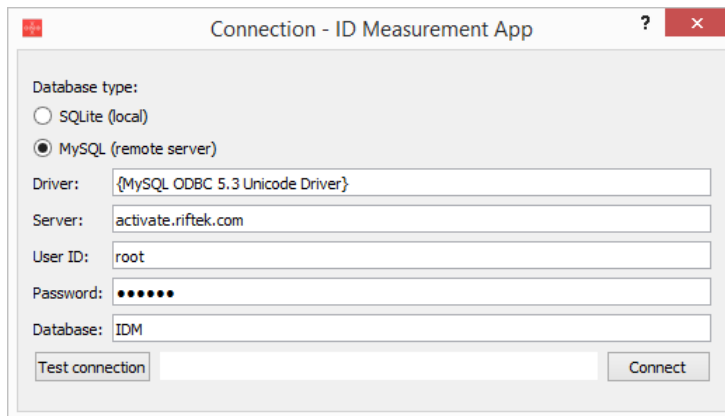 Connection - ID Measurement App ?
Database type:
SQLite (local)
MySQL (remote server)
Driver: {MySQL ODBC 5.3 Unicode Driver}
Server: activate.riftek.com
User ID: root
Password: ●●●●●●
Database: IDM
Test connection Connect